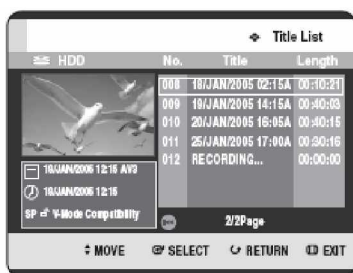 Title List
HDD No. Title Length
008 19/JAN/2005 02:15A 00:10:21
009 19/JAN/2005 14:15A 00:40:03
010 20/JAN/2005 16:05A 00:40:15
011 25/JAN/2005 17:00A 00:30:16
012 RECORDING... 00:00:00
19/JAN/2005 12:15 AV3
19/JAN/2005 12:15
SP V-Mode Compatibility
2/2Page
MOVE SELECT RETURN EXIT